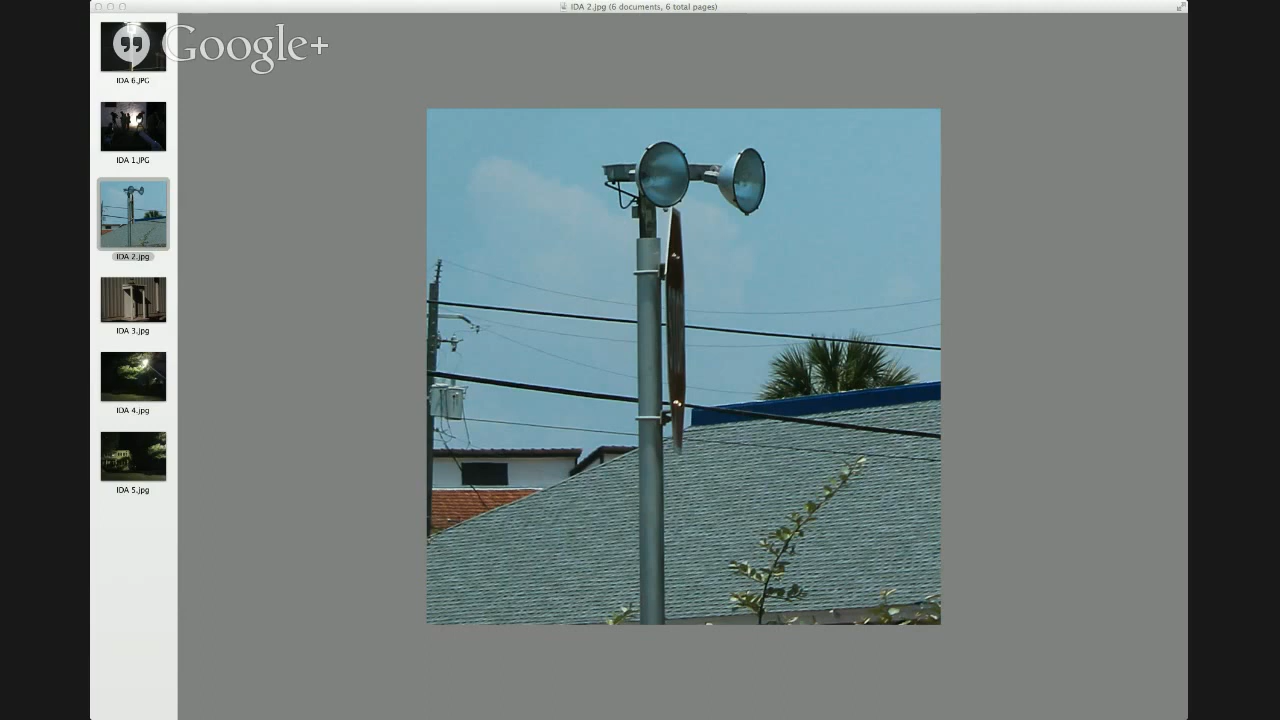 IDA 2.jpg (6 documents, 6 total pages)
Google+
IDA 6.JPG
IDA 1.JPG
IDA 2.jpg
IDA 3.jpg
IDA 4.jpg
IDA 5.jpg